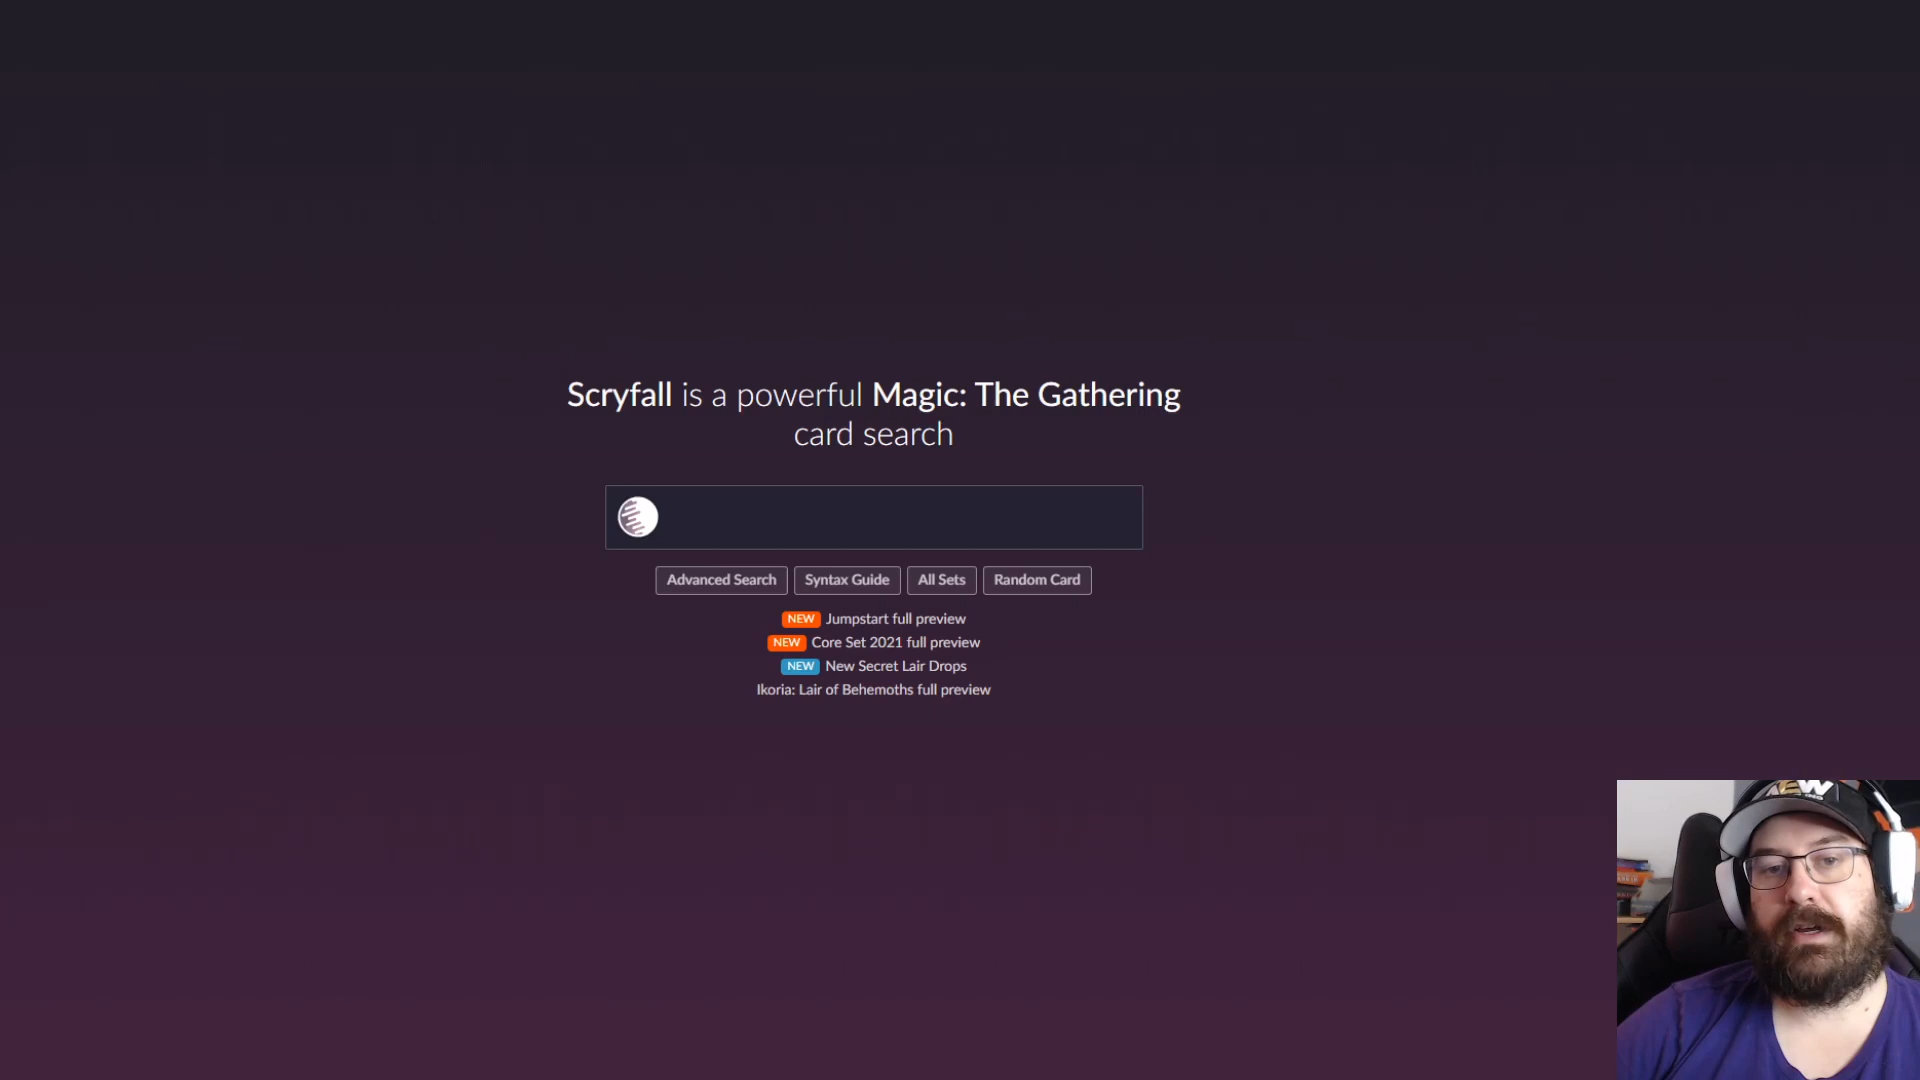 Scryfall is a powerful Magic: The Gathering
card search
Advanced Search Syntax Guide All Sets Random Card
NEW Jumpstart full preview
NEW Core Set 2021 full preview
NEW New Secret Lair Drops
Ikoria: Lair of Behemoths full preview
AEW